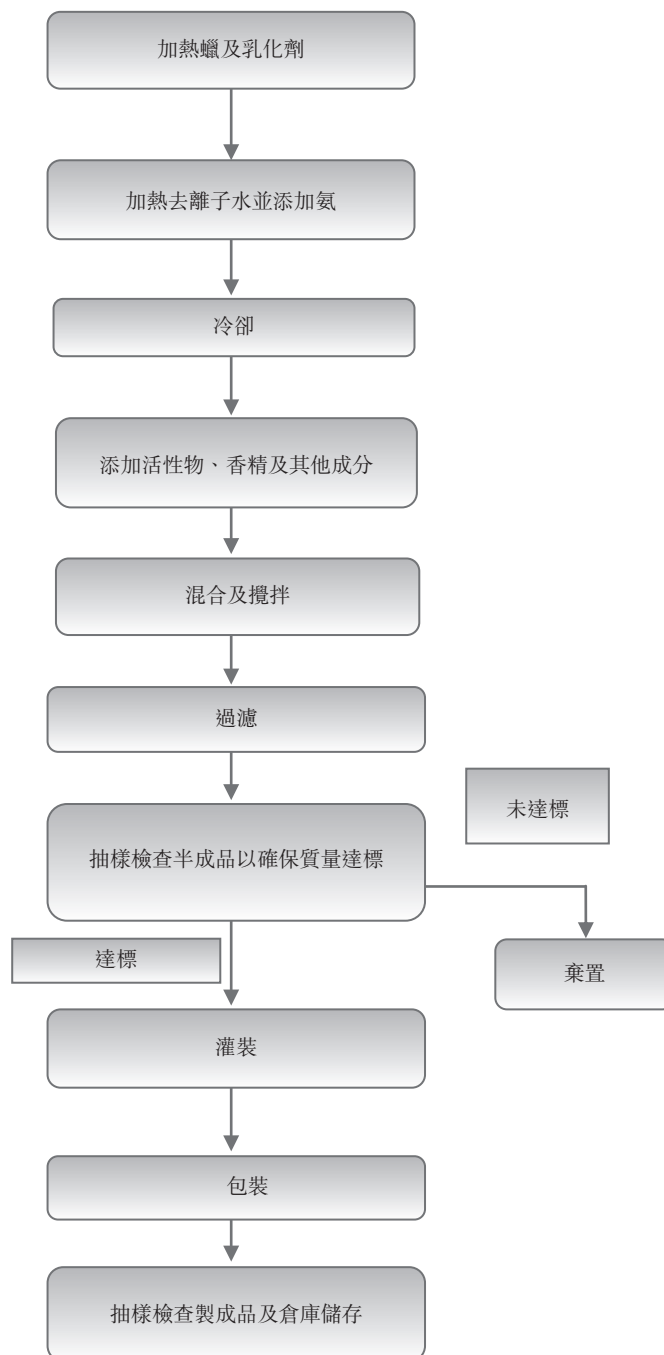 加熱蠟及乳化劑
加熱去離子水並添加氨
冷卻
添加活性物、香精及其他成分
混合及攪拌
過濾
未達標
抽樣檢查半成品以確保質量達標
達標
棄置
灌裝
包裝
抽樣檢查製成品及倉庫儲存